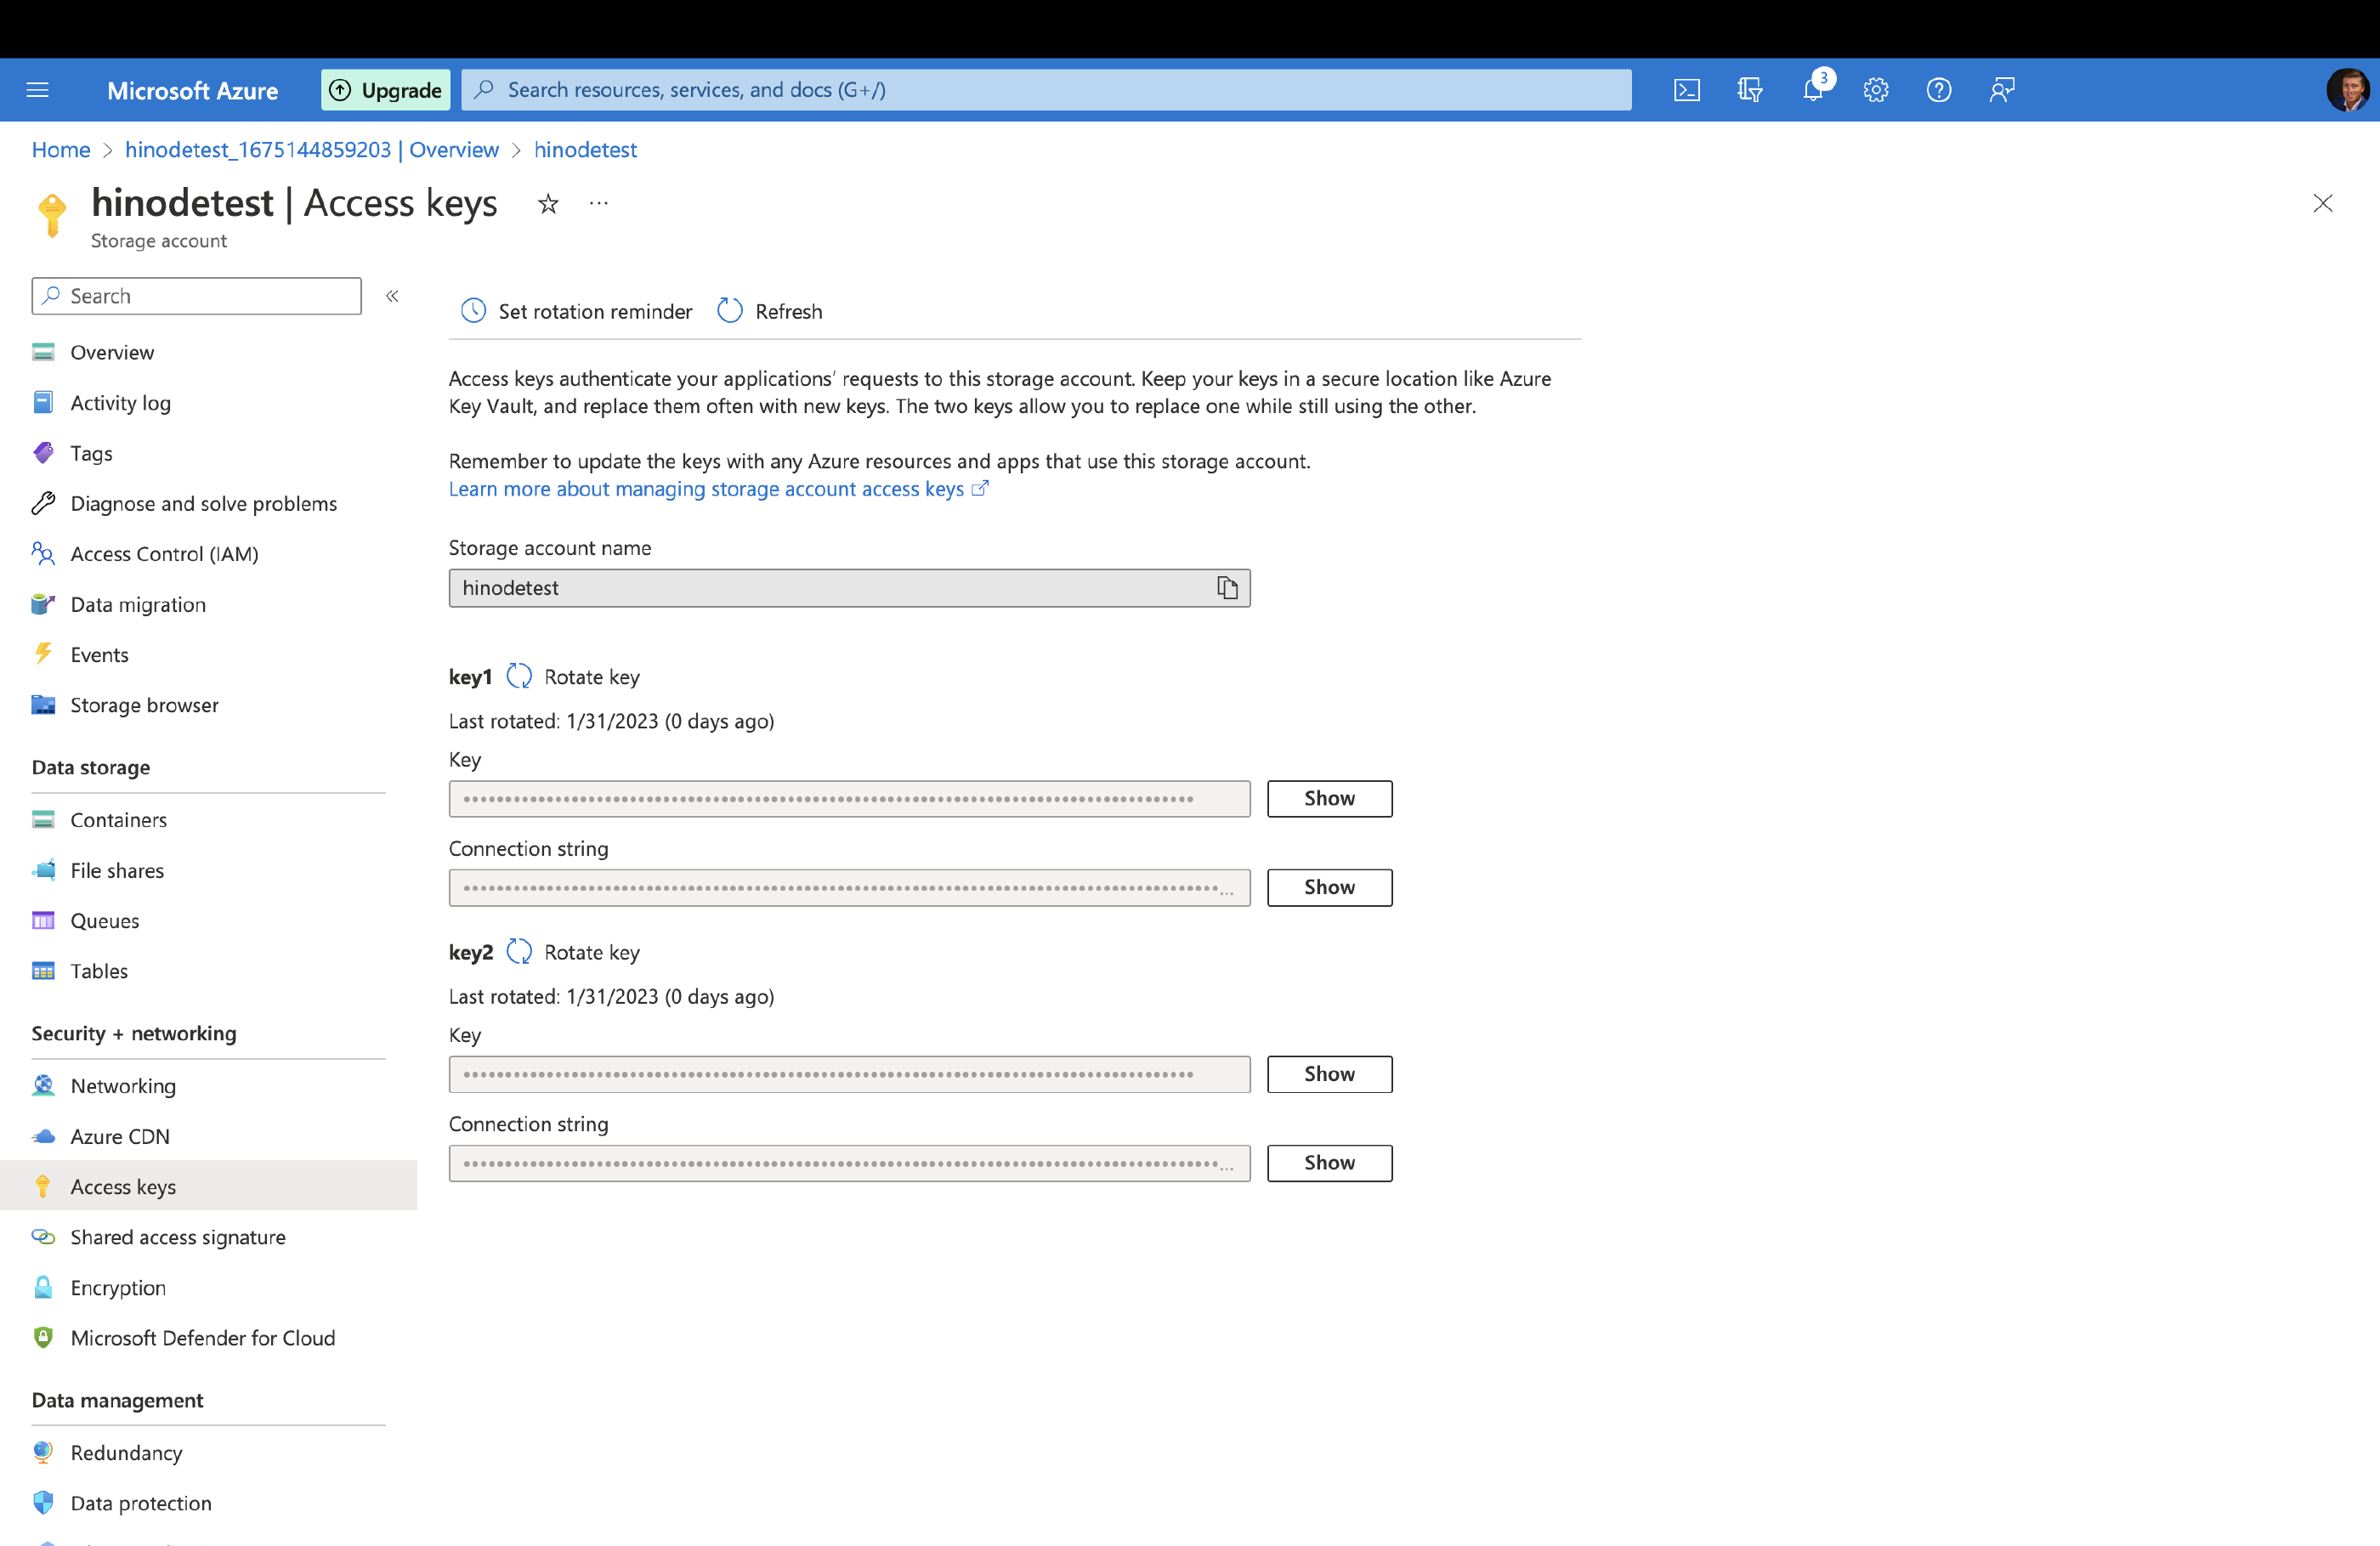 Microsoft Azure
Upgrade
Search resources, services, and docs (G+/)
3
Home > hinodetest_1675144859203 | Overview > hinodetest
hinodetest | Access keys
Storage account
Search
Overview
Activity log
Tags
Diagnose and solve problems
Access Control (IAM)
Data migration
Events
Storage browser
Data storage
Containers
File shares
Queues
Tables
Security + networking
Networking
Azure CDN
Access keys
Shared access signature
Encryption
Microsoft Defender for Cloud
Data management
Redundancy
Data protection
Set rotation reminder
Refresh
Access keys authenticate your applications’ requests to this storage account. Keep your keys in a secure location like Azure
Key Vault, and replace them often with new keys. The two keys allow you to replace one while still using the other.
Remember to update the keys with any Azure resources and apps that use this storage account.
Learn more about managing storage account access keys
Storage account name
hinodetest
key1
Rotate key
Last rotated: 1/31/2023 (0 days ago)
Key
Show
Connection string
Show
key2
Rotate key
Last rotated: 1/31/2023 (0 days ago)
Key
Show
Connection string
Show